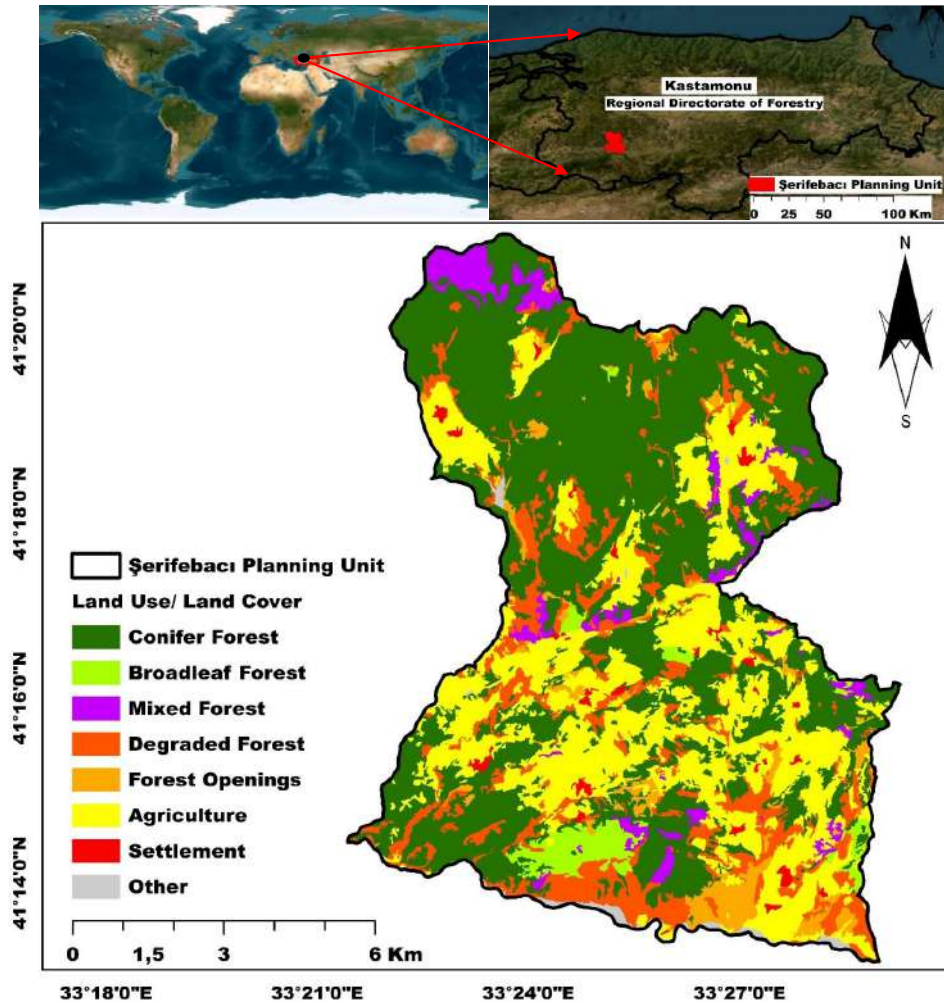 Kastamonu
Regional Directorate of Forestry
Şerifebacı Planning Unit
0 25 50 100 Km
N
S
41°20'0"N
41°18'0"N
41°16'0"N
41°14'0"N
Şerifebacı Planning Unit
Land Use/ Land Cover
Conifer Forest
Broadleaf Forest
Mixed Forest
Degraded Forest
Forest Openings
Agriculture
Settlement
Other
0 1,5 3 6 Km
33°18'0"E 33°21'0"E 33°24'0"E 33°27'0"E